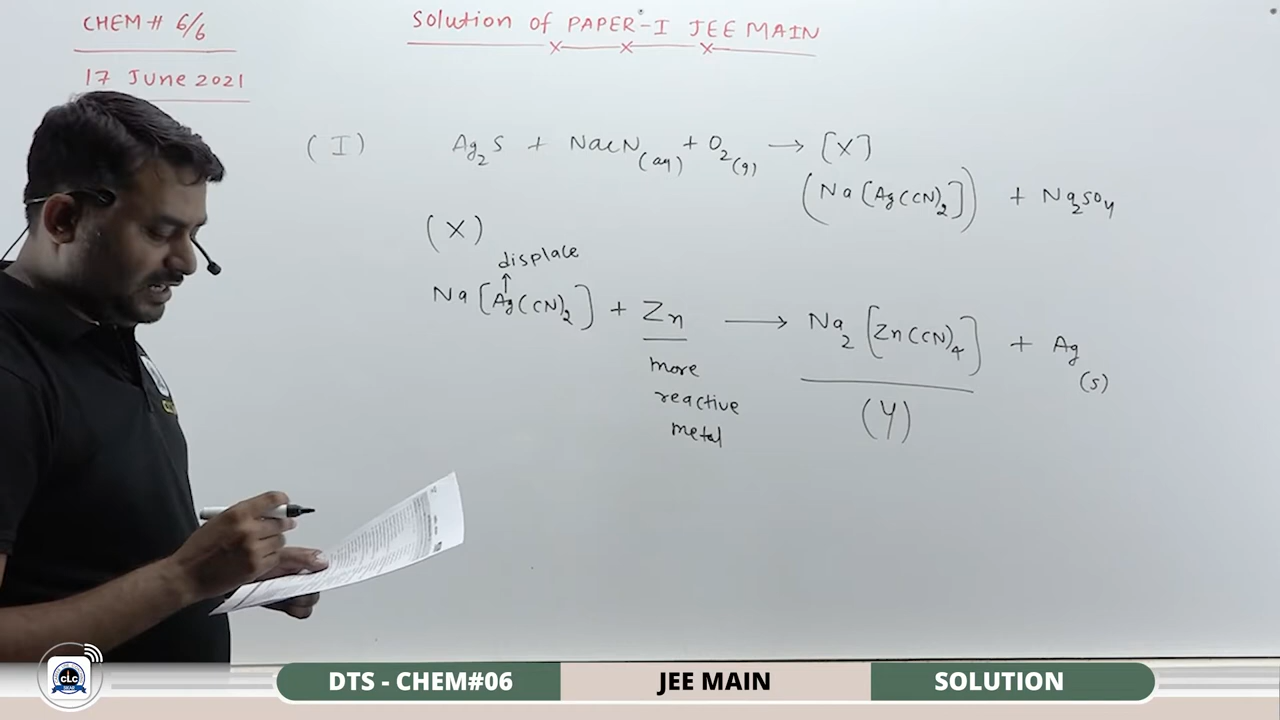 CHEM # 6/6
17 June 2021
Solution of PAPER-I JEE MAIN
(I) Ag₂S + NaCN(aq) + O₂(g) → [X]
(Na[Ag(CN)₂]) + Na₂SO₄
(X)
displace
↑
Na[Ag(CN)₂] + Zn → Na₂[Zn(CN)₄] + Ag(s)
more
reactive
metal
(Y)
CLC
SIKAR
DTS - CHEM#06
JEE MAIN
SOLUTION